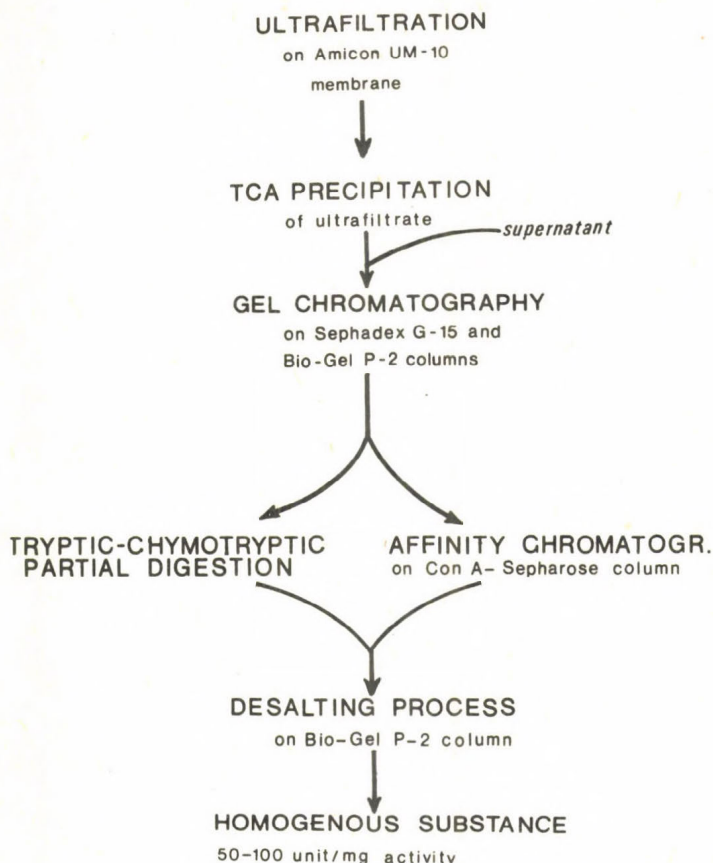 ULTRAFILTRATION
on Amicon UM-10
membrane
TCA PRECIPITATION
of ultrafiltrate
supernatant
GEL CHROMATOGRAPHY
on Sephadex G-15 and
Bio-Gel P-2 columns
TRYPTIC-CHYMOTRYPTIC
PARTIAL DIGESTION
AFFINITY CHROMATOGR.
on Con A- Sepharose column
DESALTING PROCESS
on Bio-Gel P-2 column
HOMOGENOUS SUBSTANCE
50-100 unit/mg activity